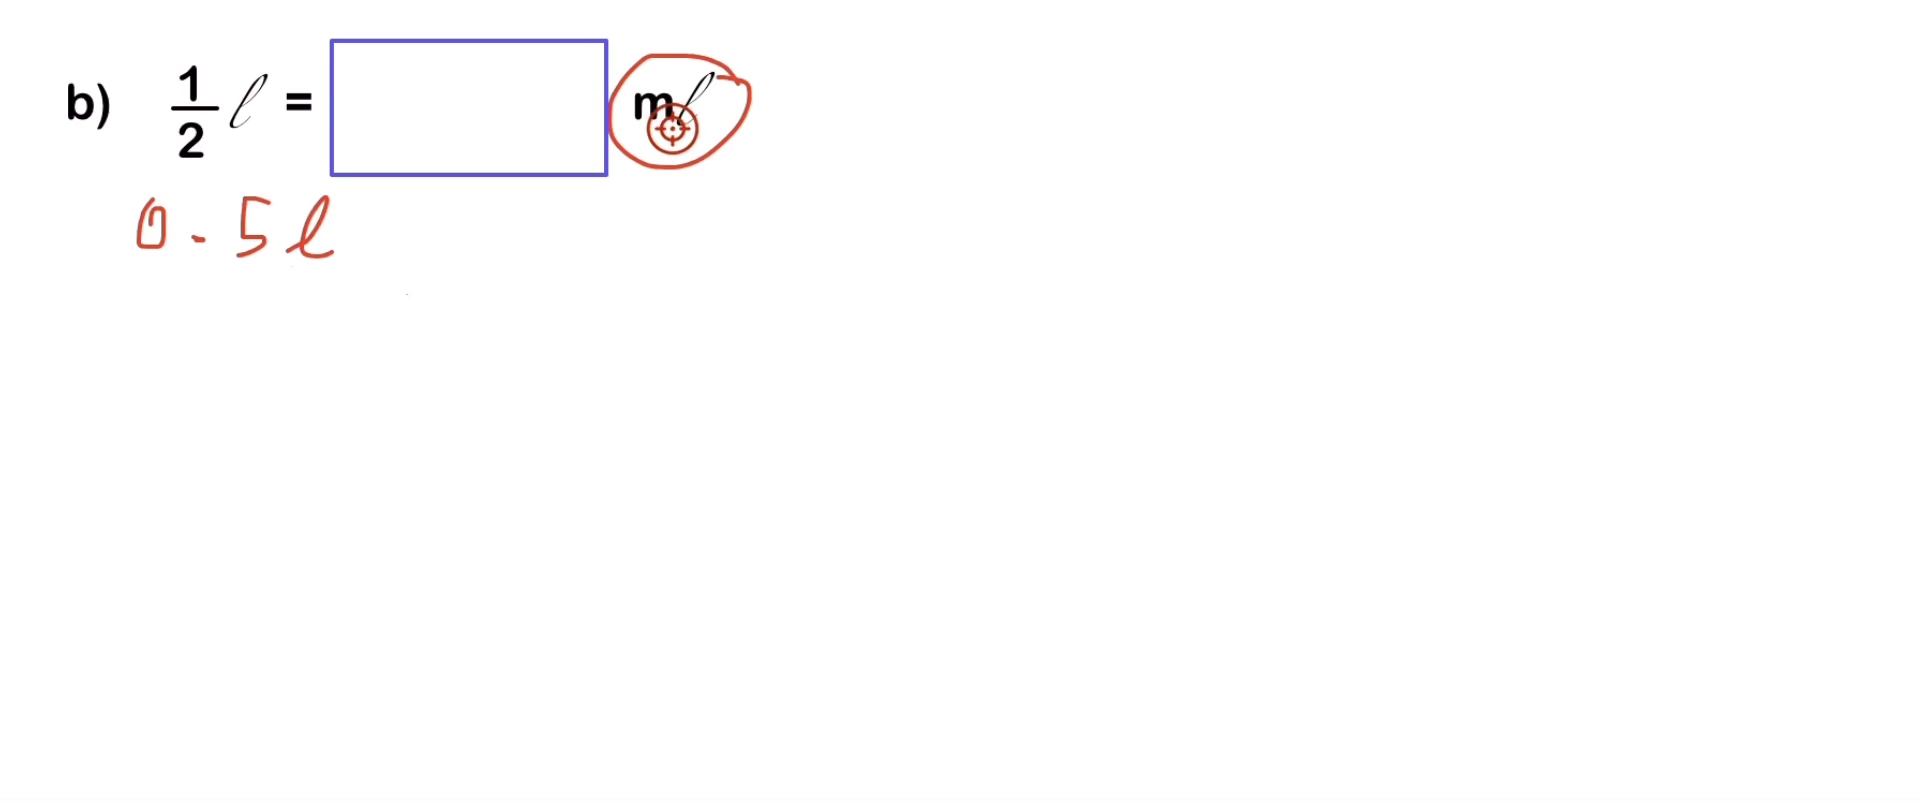 b) 1/2 ℓ = mℓ
0.5ℓ